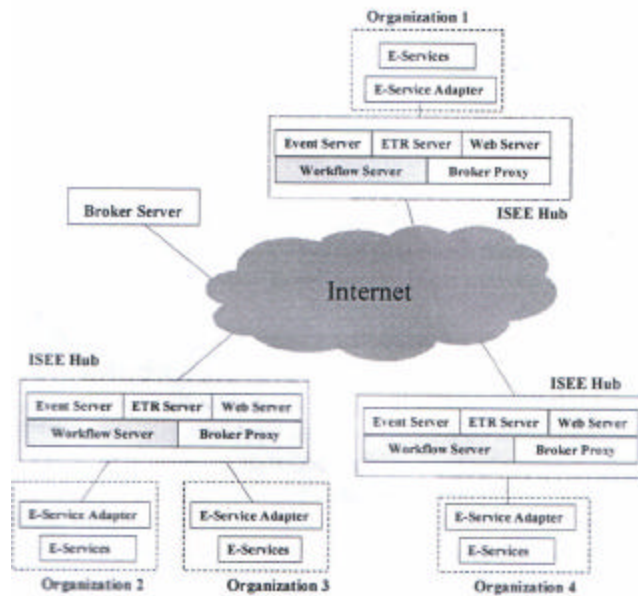 Organization 1
E-Services
E-Service Adapter
Event Server ETR Server Web Server
Workflow Server Broker Proxy
ISEE Hub
Broker Server
Internet
ISEE Hub
Event Server ETR Server Web Server
Workflow Server Broker Proxy
E-Service Adapter
E-Services
Organization 2
E-Service Adapter
E-Services
Organization 3
ISEE Hub
Event Server ETR Server Web Server
Workflow Server Broker Proxy
E-Service Adapter
E-Services
Organization 4